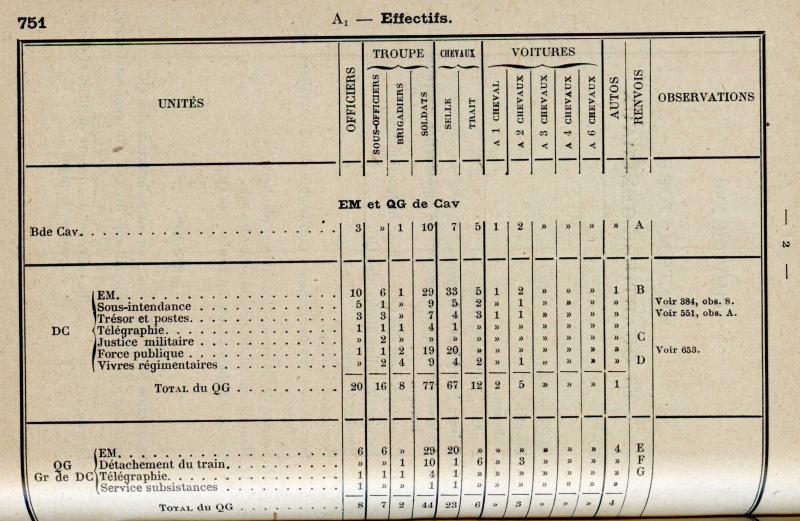 751
A₁ — Effectifs.
UNITÉS
OFFICIERS
TROUPE
SOUS-OFFICIERS
BRIGADIERS
SOLDATS
CHEVAUX
SELLE
TRAIT
VOITURES
A 1 CHEVAL
A 2 CHEVAUX
A 3 CHEVAUX
A 4 CHEVAUX
A 6 CHEVAUX
AUTOS
RENVOIS
OBSERVATIONS
— 2 —
EM et QG de Cav
Bde Cav. 3 » 1 10 7 5 1 2 » » » » A
DC
EM. 10 6 1 29 33 5 1 2 » » » 1 B
Sous-intendance 5 1 » 9 5 2 » 1 » » » » Voir 384, obs. 8.
Trésor et postes. 3 3 » 7 4 3 1 1 » » » » Voir 551, obs. A.
Télégraphie. 1 1 1 4 1 » » » » » » »
Justice militaire » 2 » » » » » » » » » » C
Force publique 1 1 2 19 20 » » » » » » » Voir 653.
Vivres régimentaires » 2 4 9 4 2 » 1 » » » » D
TOTAL du QG 20 16 8 77 67 12 2 5 » » » 1
QG
Gr de DC
EM. 6 6 » 29 20 » » » » » » 4 E
Détachement du train. » » 1 10 1 6 » 3 » » » » F
Télégraphie. 1 1 1 4 1 » » » » » » » G
Service subsistances 1 » » 1 1 » » » » » » »
TOTAL du QG 8 7 2 44 23 6 » 3 » » » 4